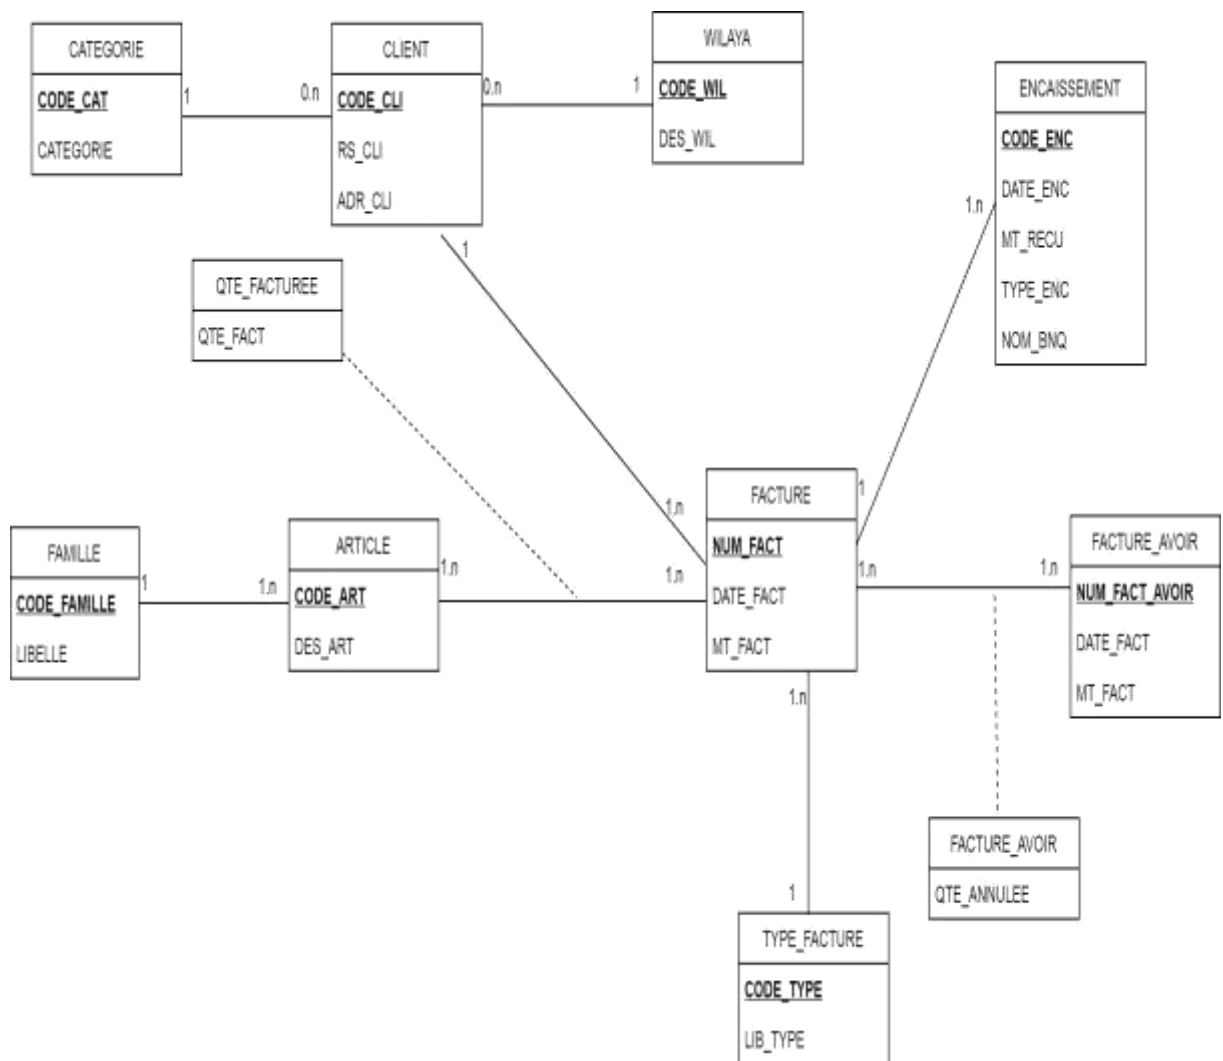 CATEGORIE
CODE_CAT
CATEGORIE
1
0.n
CLIENT
CODE_CLI
RS_CLI
ADR_CLI
0.n
1
WILAYA
CODE_WIL
DES_WIL
ENCAISSEMENT
CODE_ENC
DATE_ENC
MT_RECU
TYPE_ENC
NOM_BNQ
1.n
1
QTE_FACTUREE
QTE_FACT
1.n
FACTURE
NUM_FACT
DATE_FACT
MT_FACT
1
1.n
1.n
FACTURE_AVOIR
NUM_FACT_AVOIR
DATE_FACT
MT_FACT
FAMILLE
CODE_FAMILLE
LIBELLE
1
1.n
ARTICLE
CODE_ART
DES_ART
1.n
1.n
1.n
1
FACTURE_AVOIR
QTE_ANNULEE
TYPE_FACTURE
CODE_TYPE
LIB_TYPE